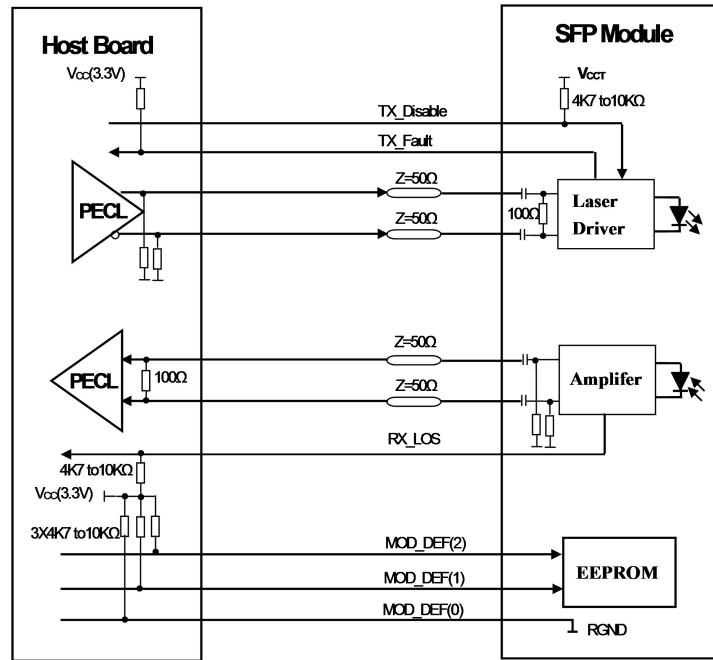 Host Board
SFP Module
Vcc(3.3V)
VCCT
4K7 to10KΩ
TX_Disable
TX_Fault
PECL
Z=50Ω
Z=50Ω
100Ω
Laser
Driver
PECL
100Ω
Z=50Ω
Z=50Ω
Amplifer
RX_LOS
4K7 to10KΩ
Vcc(3.3V)
3X4K7 to10KΩ
MOD_DEF(2)
MOD_DEF(1)
MOD_DEF(0)
EEPROM
RGND